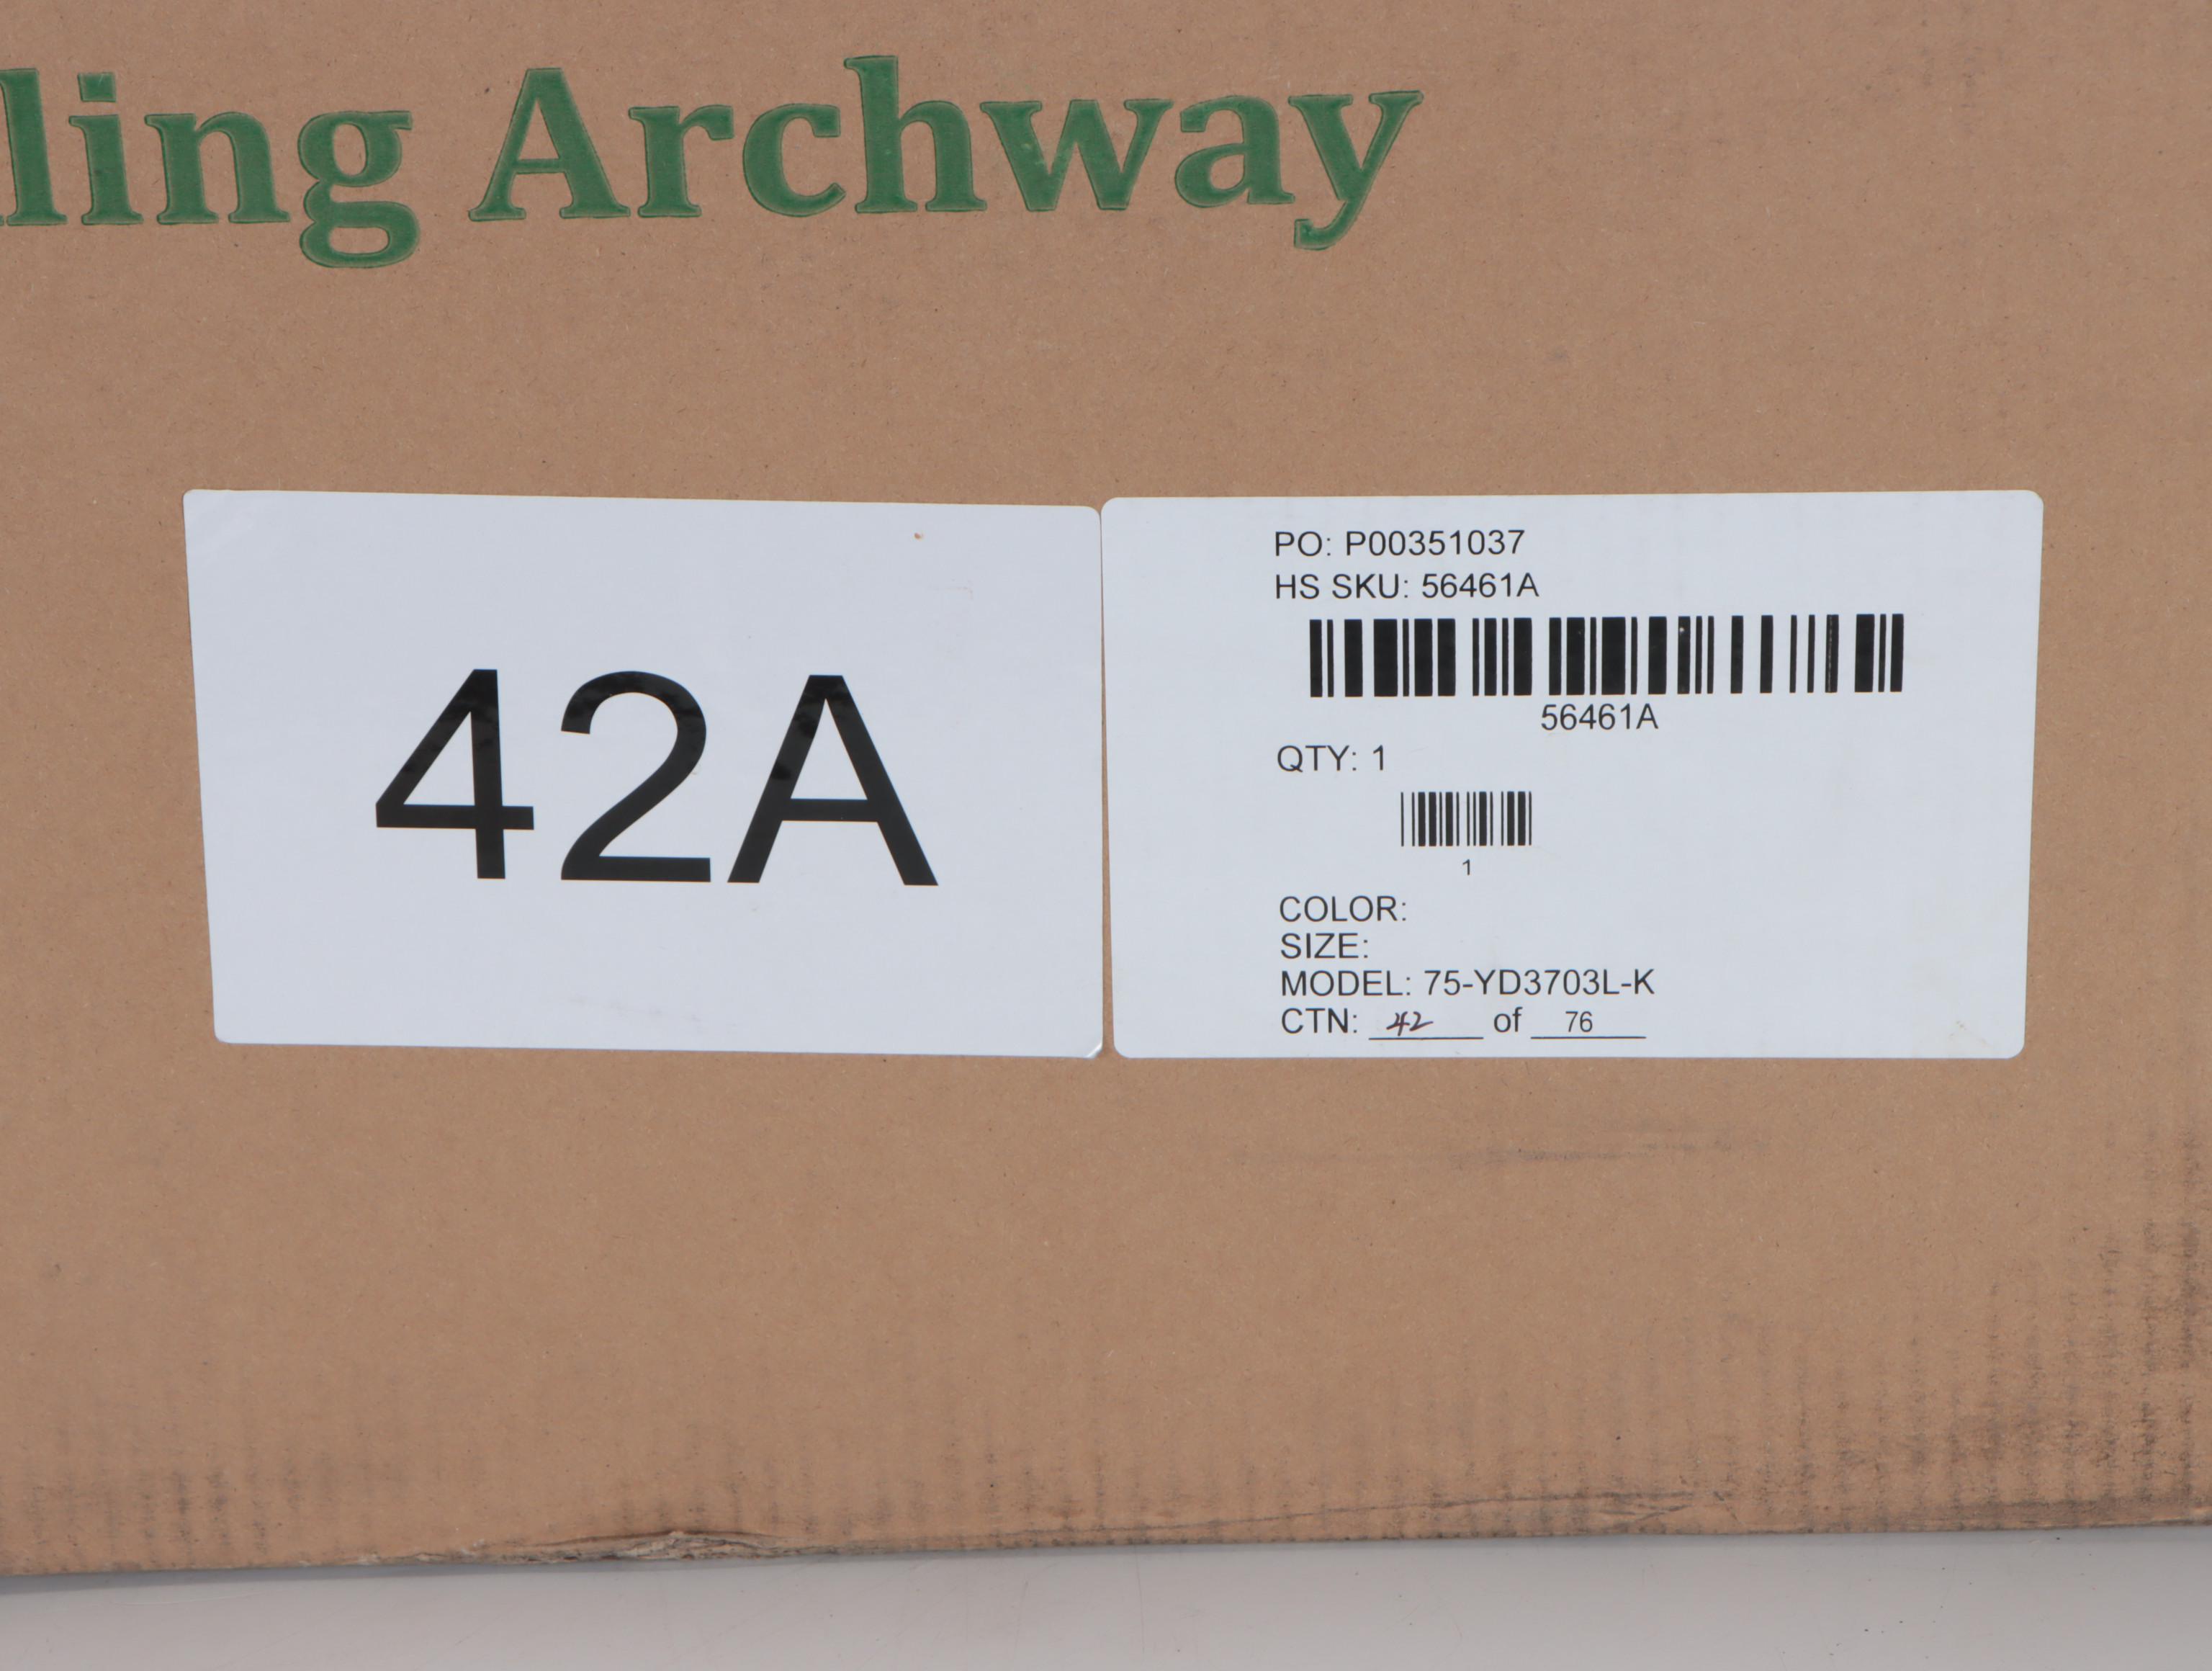 Archway
42A
PO: P00351037
HS SKU: 56461A
56461A
QTY: 1
1
COLOR:
SIZE:
MODEL: 75-YD3703L-K
CTN: 42 of 76